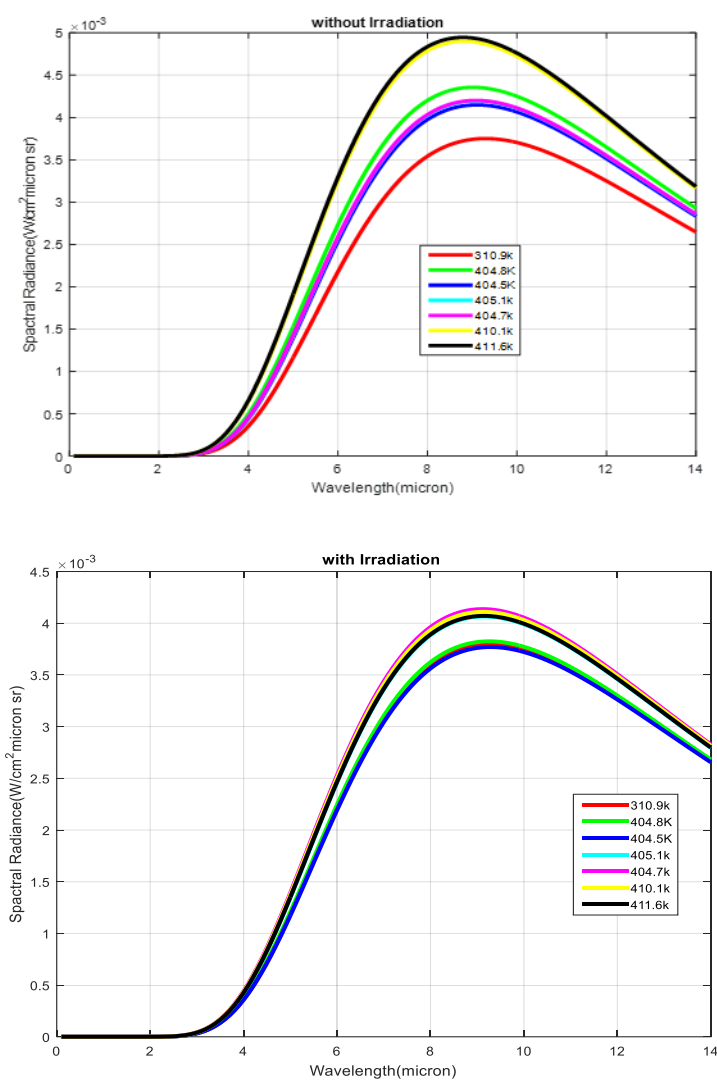 without Irradiation
×10-3
5
4.5
4
3.5
3
2.5
2
1.5
1
0.5
0
Spactral Radiance(W/cm2micron sr)
310.9k
404.8K
404.5K
405.1k
404.7k
410.1k
411.6k
0 2 4 6 8 10 12 14
Wavelength(micron)
with Irradiation
×10-3
4.5
4
3.5
3
2.5
2
1.5
1
0.5
0
Spactral Radiance(W/cm2micron sr)
310.9k
404.8K
404.5K
405.1k
404.7k
410.1k
411.6k
0 2 4 6 8 10 12 14
Wavelength(micron)